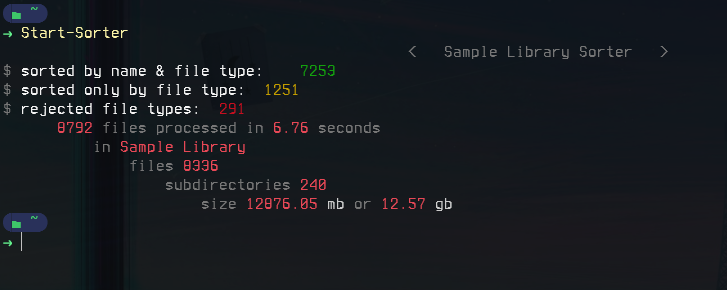 ~
→ Start-Sorter
< Sample Library Sorter >
$ sorted by name & file type: 7253
$ sorted only by file type: 1251
$ rejected file types: 291
8792 files processed in 6.76 seconds
in Sample Library
files 8336
subdirectories 240
size 12876.05 mb or 12.57 gb
~
→